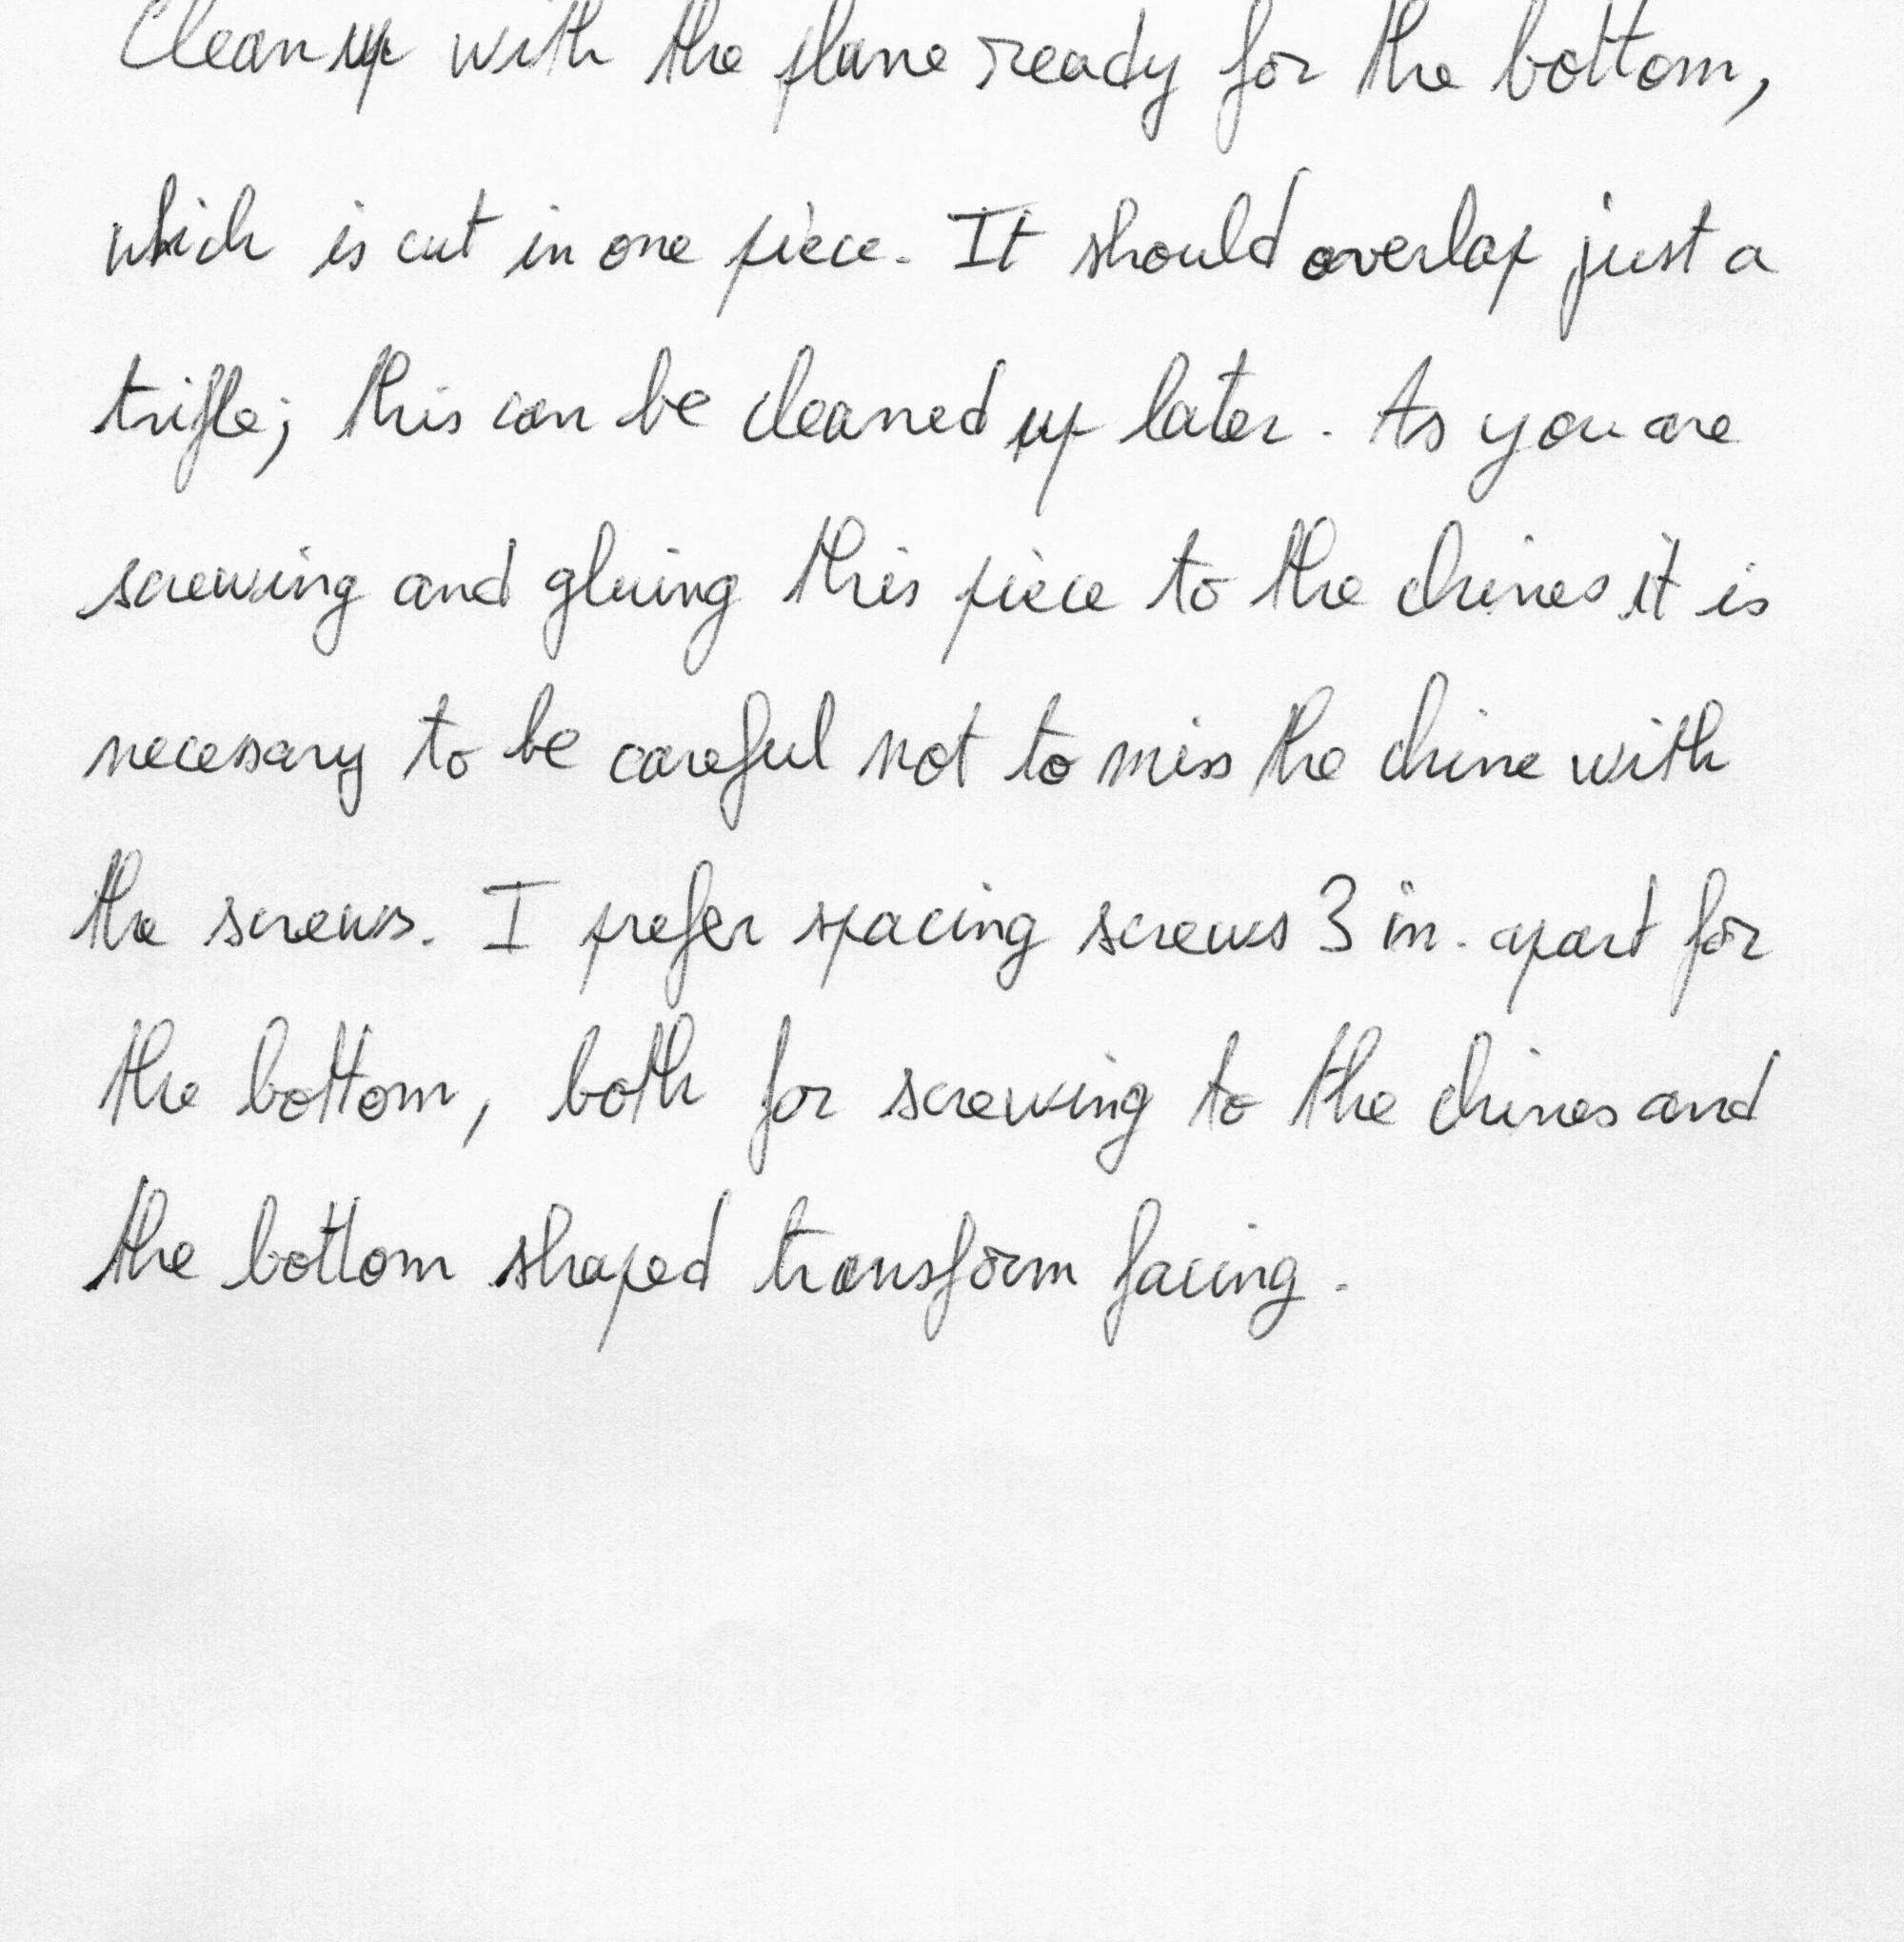 Clean up with the plane ready for the bottom,
which is cut in one piece. It should overlap just a
trifle; this can be cleaned up later. As you are
screwing and gluing this piece to the chines it is
necessary to be careful not to miss the chine with
the screws. I prefer spacing screws 3 in. apart for
the bottom, both for screwing to the chines and
the bottom shaped transform facing.